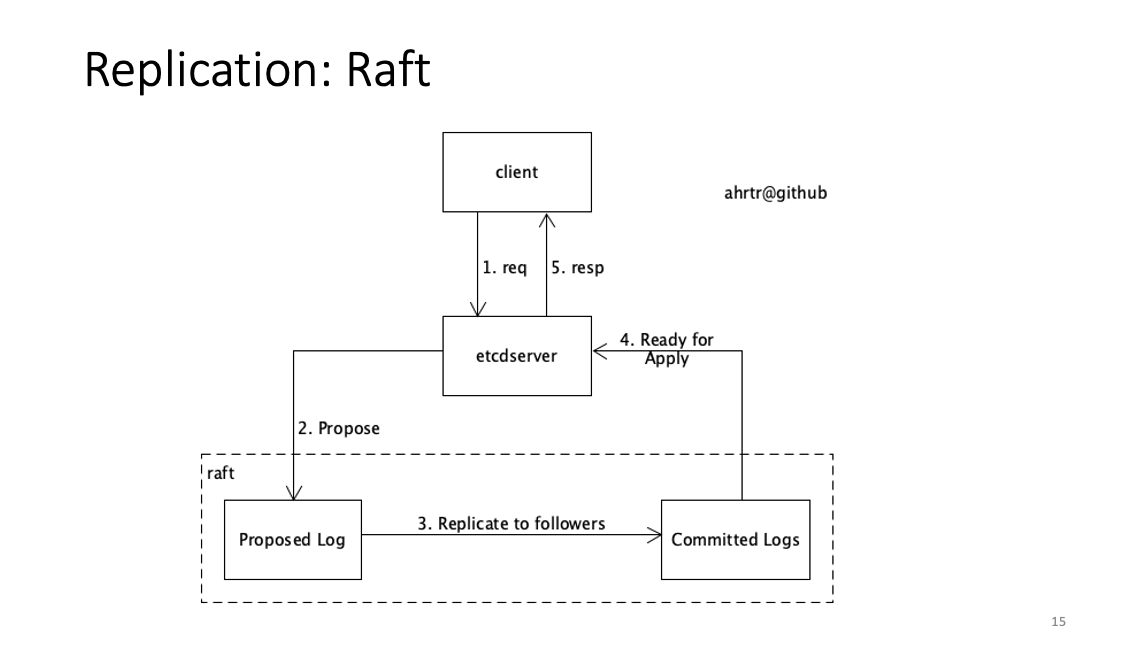 Replication: Raft
client
ahrtr@github
1. req
5. resp
etcdserver
4. Ready for
Apply
2. Propose
raft
Proposed Log
3. Replicate to followers
Committed Logs
15